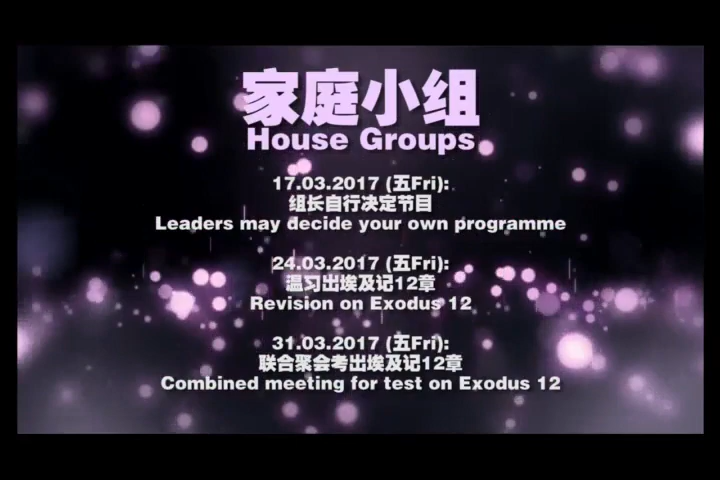 家庭小组
House Groups
17.03.2017 (五Fri):
组长自行决定节目
Leaders may decide your own programme
24.03.2017 (五Fri):
温习出埃及记12章
Revision on Exodus 12
31.03.2017 (五Fri):
联合聚会考出埃及记12章
Combined meeting for test on Exodus 12